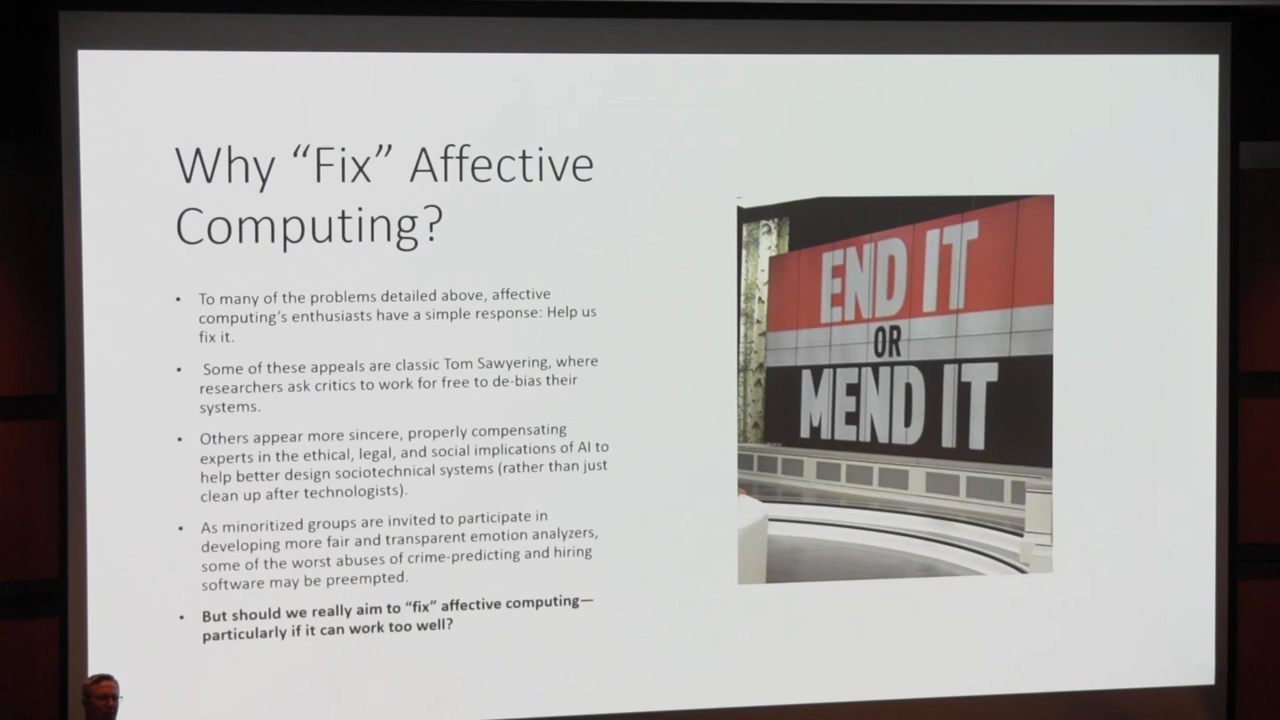 Why “Fix” Affective
Computing?
• To many of the problems detailed above, affective
computing’s enthusiasts have a simple response: Help us
fix it.
• Some of these appeals are classic Tom Sawyering, where
researchers ask critics to work for free to de-bias their
systems.
• Others appear more sincere, properly compensating
experts in the ethical, legal, and social implications of AI to
help better design sociotechnical systems (rather than just
clean up after technologists).
• As minoritized groups are invited to participate in
developing more fair and transparent emotion analyzers,
some of the worst abuses of crime-predicting and hiring
software may be preempted.
• But should we really aim to “fix” affective computing—
particularly if it can work too well?
END IT
OR
MEND IT